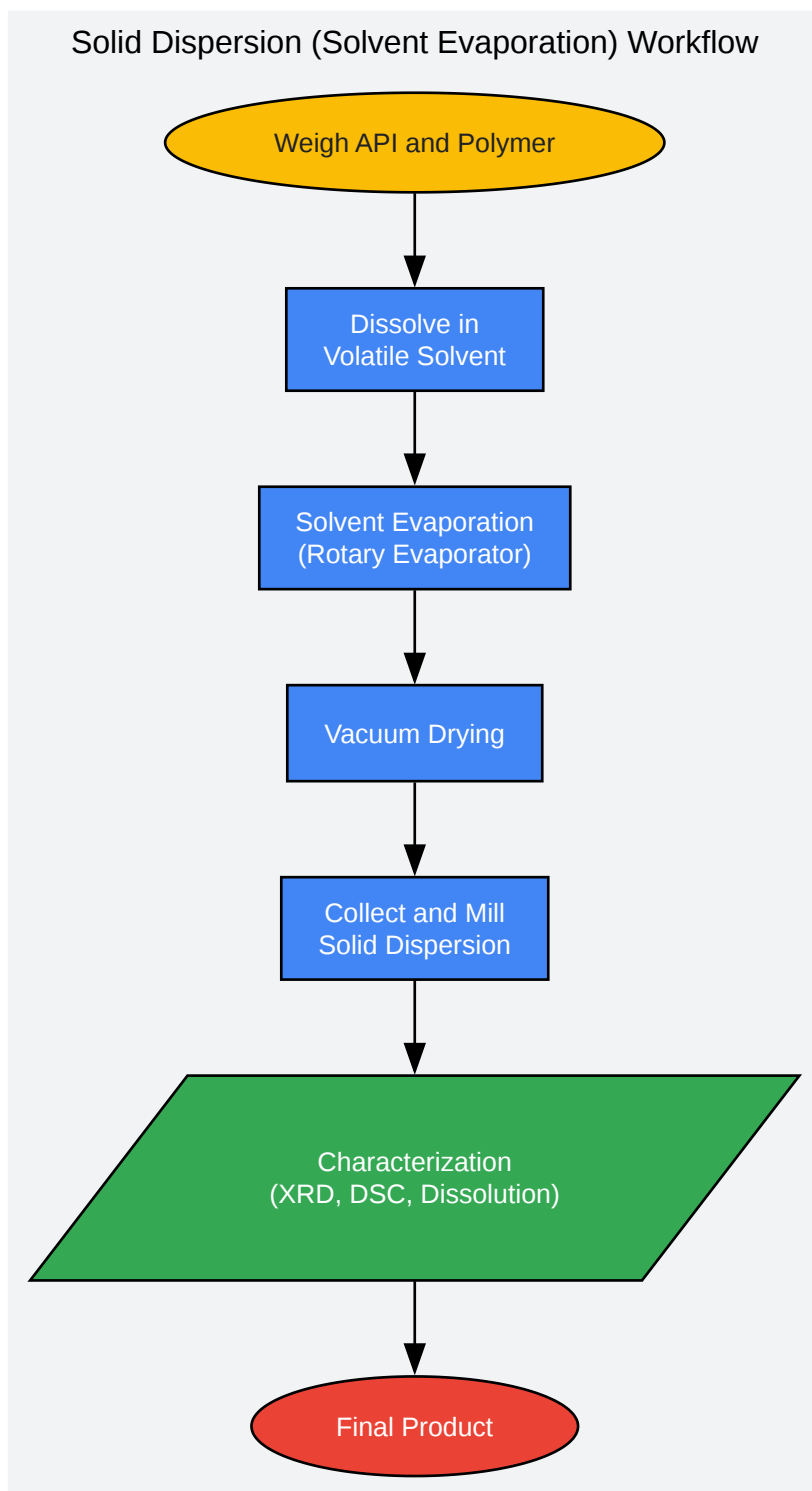 Solid Dispersion (Solvent Evaporation) Workflow
Weigh API and Polymer
Dissolve in
Volatile Solvent
Solvent Evaporation
(Rotary Evaporator)
Vacuum Drying
Collect and Mill
Solid Dispersion
Characterization
(XRD, DSC, Dissolution)
Final Product